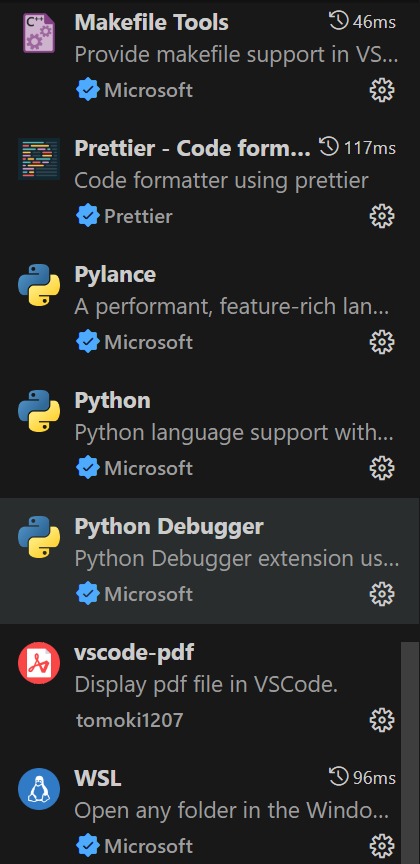 C++
Makefile Tools 46ms
Provide makefile support in VS...
Microsoft
Prettier - Code form... 117ms
Code formatter using prettier
Prettier
Pylance
A performant, feature-rich lan...
Microsoft
Python
Python language support with...
Microsoft
Python Debugger
Python Debugger extension us...
Microsoft
vscode-pdf
Display pdf file in VSCode.
tomoki1207
WSL 96ms
Open any folder in the Windo...
Microsoft